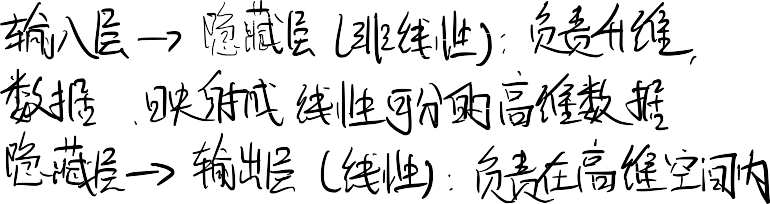 输入层→隐藏层(非线性):负责升维,
数据映射成线性可分的高维数据
隐藏层→输出层(线性):负责在高维空间内